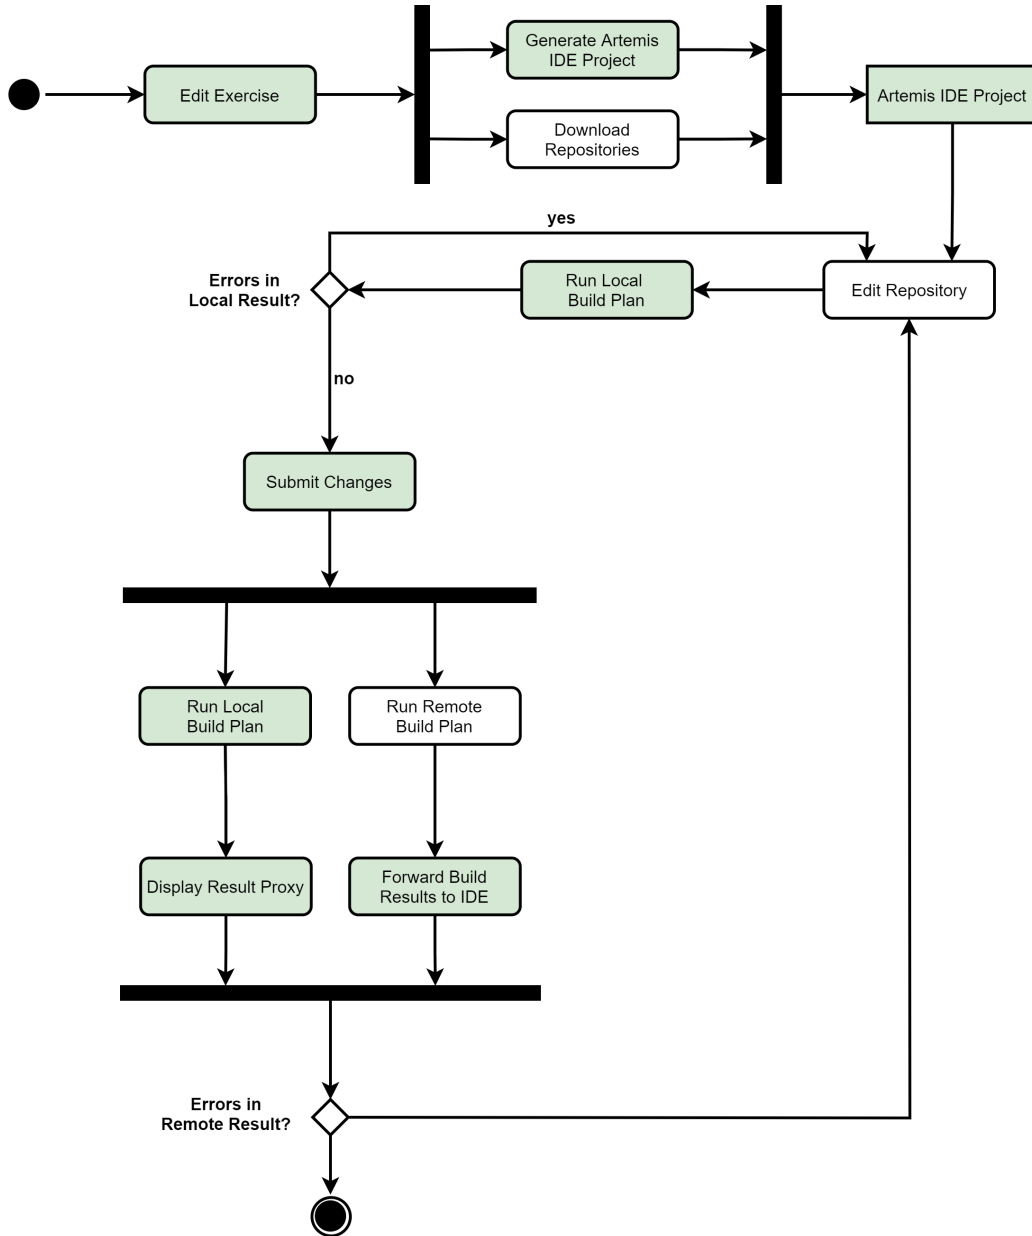 Generate Artemis
IDE Project
Edit Exercise
Artemis IDE Project
Download
Repositories
yes
Errors in
Local Result?
Run Local
Build Plan
Edit Repository
no
Submit Changes
Run Local
Build Plan
Run Remote
Build Plan
Display Result Proxy
Forward Build
Results to IDE
Errors in
Remote Result?